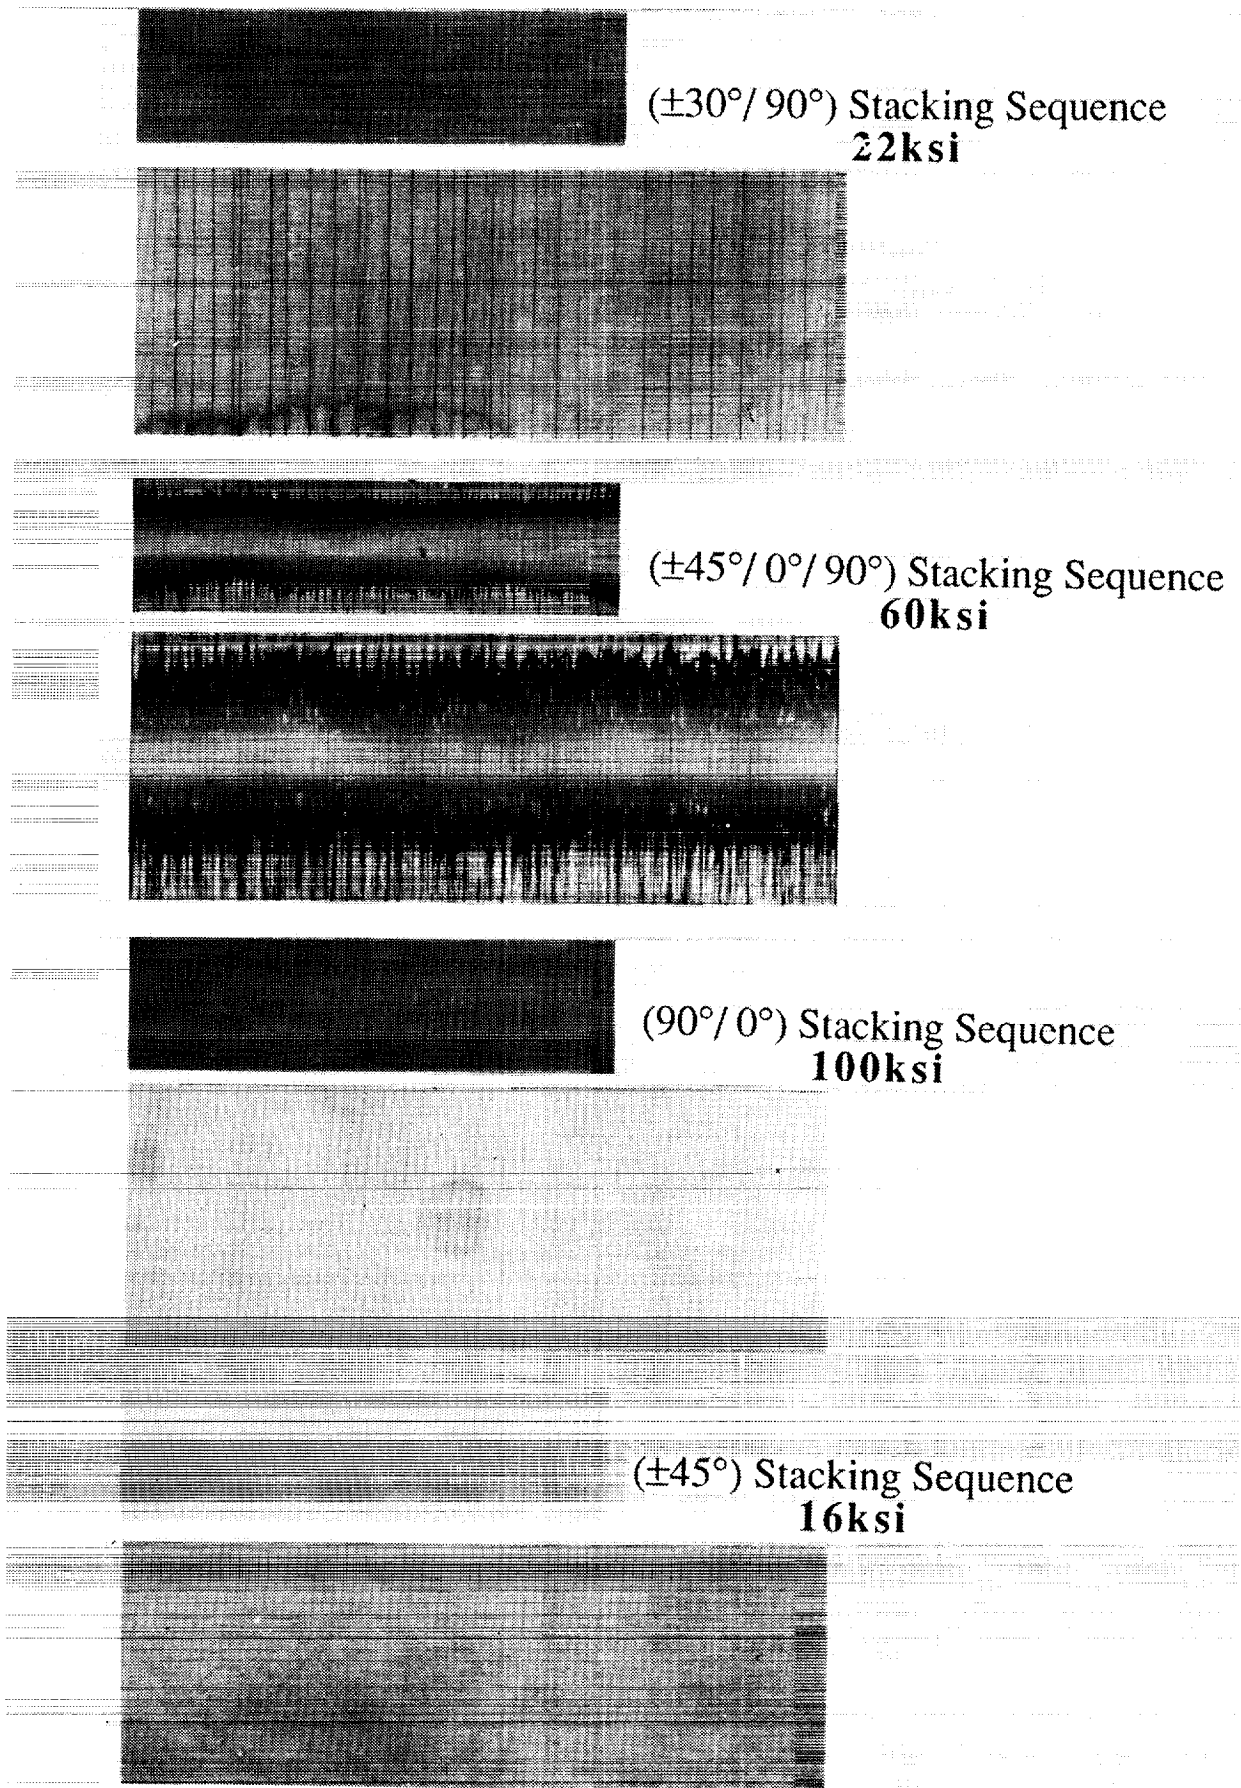 (±30°/ 90°) Stacking Sequence
22ksi
(±45°/ 0°/ 90°) Stacking Sequence
60ksi
(90°/ 0°) Stacking Sequence
100ksi
(±45°) Stacking Sequence
16ksi